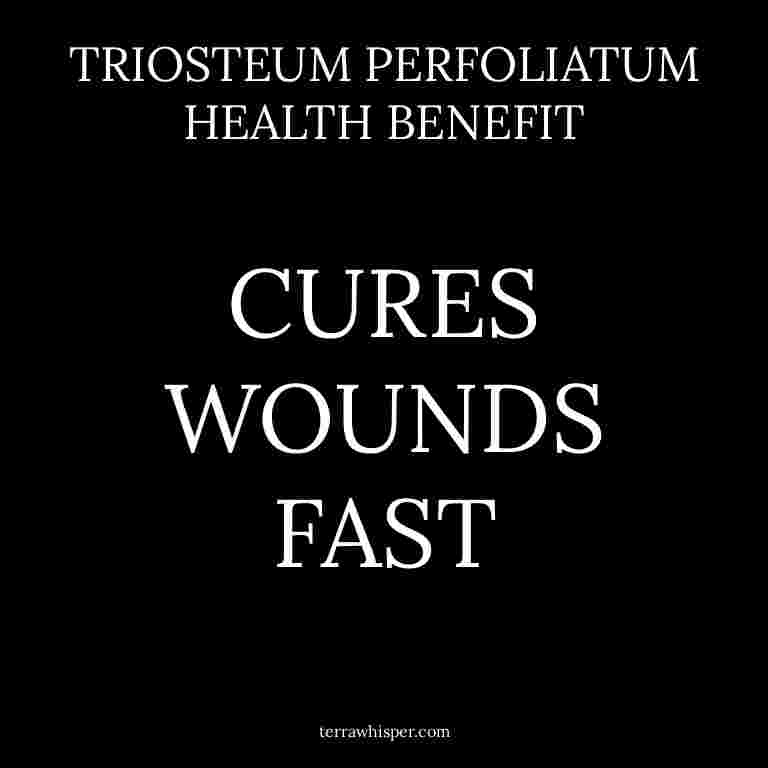 TRIOSTEUM PERFOLIATUM
HEALTH BENEFIT
CURES
WOUNDS
FAST
terrawhisper.com